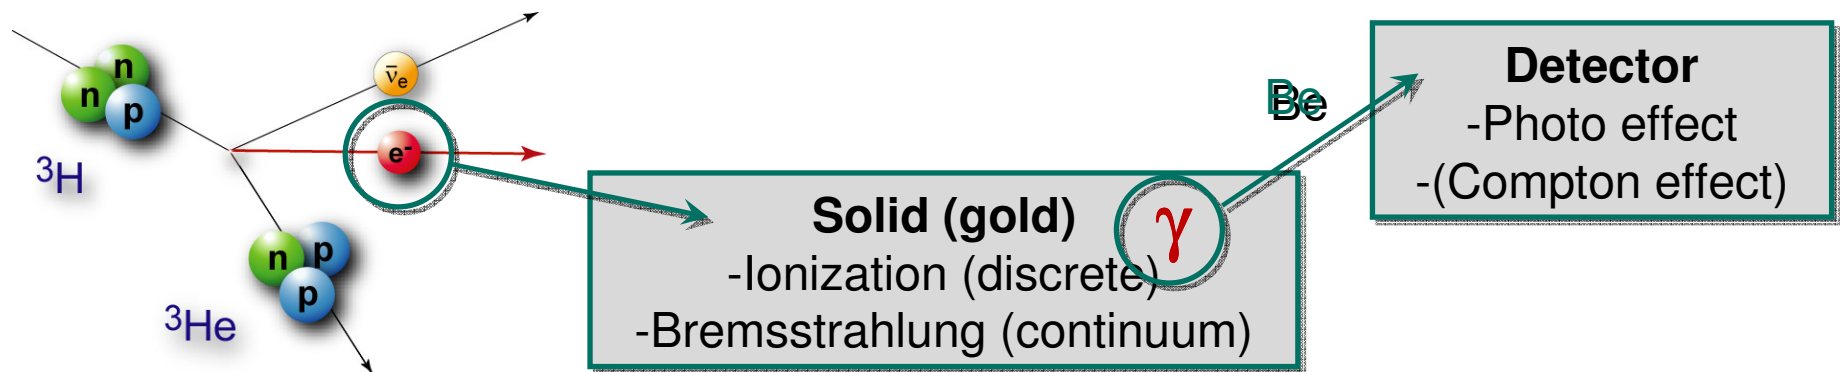 n
n
p
³H
ν̄e
e-
n
p
p
³He
Solid (gold)
-Ionization (discrete)
-Bremsstrahlung (continuum)
γ
Be
Detector
-Photo effect
-(Compton effect)